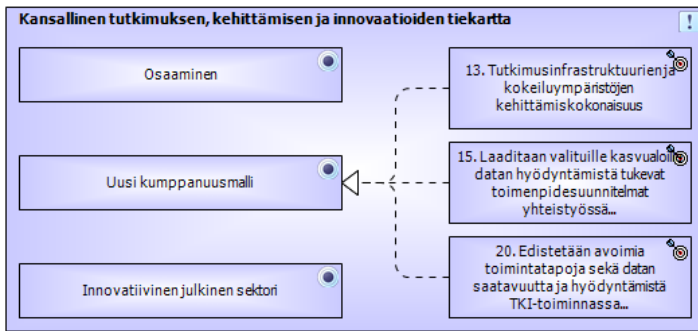 Kansallinen tutkimuksen, kehittämisen ja innovaatioiden tiekartta
!
Osaaminen
Uusi kumppanuusmalli
Innovatiivinen julkinen sektori
13. Tutkimusinfrastruktuurien ja
kokeiluympäristöjen
kehittämiskokonaisuus
15. Laaditaan valituille kasvualoille
datan hyödyntämistä tukevat
toimenpidesuunnitelmat
yhteistyössä...
20. Edistetään avoimia
toimintatapoja sekä datan
saatavuutta ja hyödyntämistä
TKI-toiminnassa...